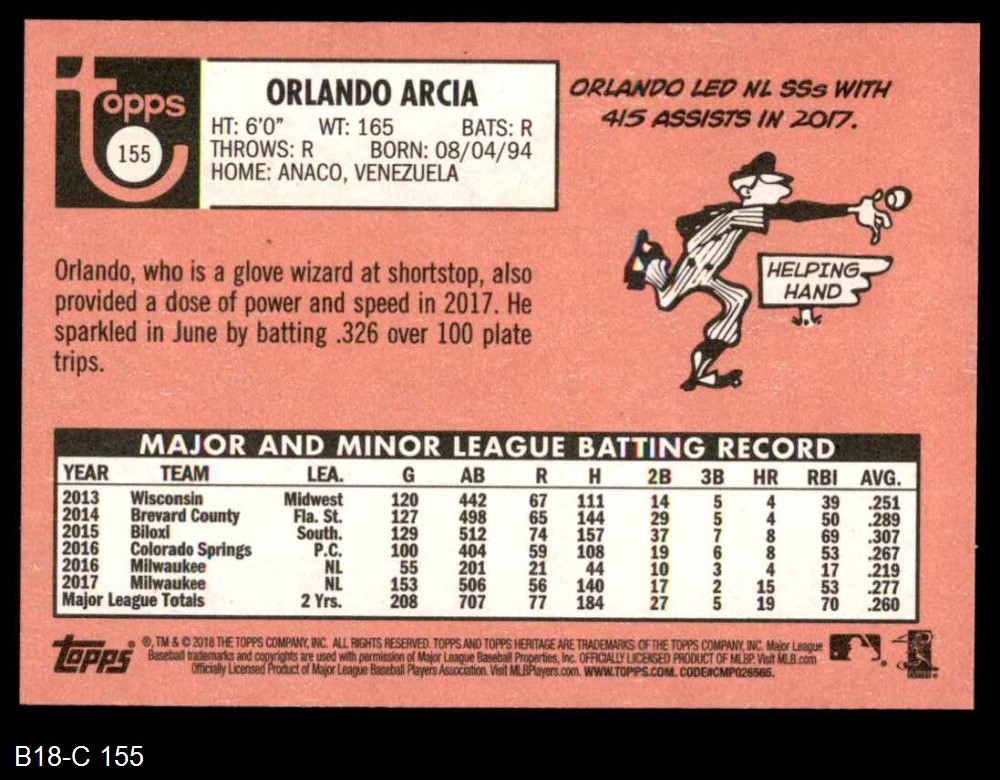 Topps
155
ORLANDO ARCIA
HT: 6'0" WT: 165 BATS: R
THROWS: R BORN: 08/04/94
HOME: ANACO, VENEZUELA
ORLANDO LED NL SSs WITH
415 ASSISTS IN 2017.
HELPING
HAND
Orlando, who is a glove wizard at shortstop, also
provided a dose of power and speed in 2017. He
sparkled in June by batting .326 over 100 plate
trips.
MAJOR AND MINOR LEAGUE BATTING RECORD
YEAR TEAM LEA. G AB R H 2B 3B HR RBI AVG.
2013 Wisconsin Midwest 120 442 67 111 14 5 4 39 .251
2014 Brevard County Fla. St. 127 498 65 144 29 5 4 50 .289
2015 Biloxi South. 129 512 74 157 37 7 8 69 .307
2016 Colorado Springs P.C. 100 404 59 108 19 6 8 53 .267
2016 Milwaukee NL 55 201 21 44 10 3 4 17 .219
2017 Milwaukee NL 153 506 56 140 17 2 15 53 .277
Major League Totals 2 Yrs. 208 707 77 184 27 5 19 70 .260
Topps ®, TM & © 2018 THE TOPPS COMPANY, INC. ALL RIGHTS RESERVED. TOPPS AND TOPPS HERITAGE ARE TRADEMARKS OF THE TOPPS COMPANY, INC. Major League
Baseball trademarks and copyrights are used with permission of Major League Baseball Properties, Inc. OFFICIALLY LICENSED PRODUCT OF MLBP. Visit MLB.com
Officially Licensed Product of Major League Baseball Players Association. Visit MLBPlayers.com. WWW.TOPPS.COM. CODE#CMP026565.
B18-C 155